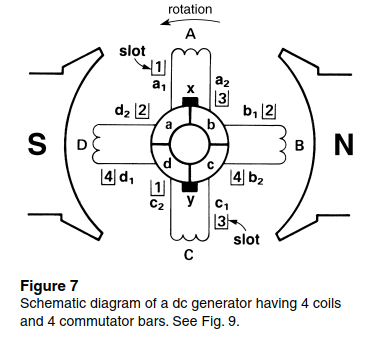 rotation
A
slot
1
a1
x
a2
3
d2 2
b1 2
a b
S D B N
d c
4 d1
1
c2
y
c1
3
4 b2
slot
C
Figure 7
Schematic diagram of a dc generator having 4 coils
and 4 commutator bars. See Fig. 9.